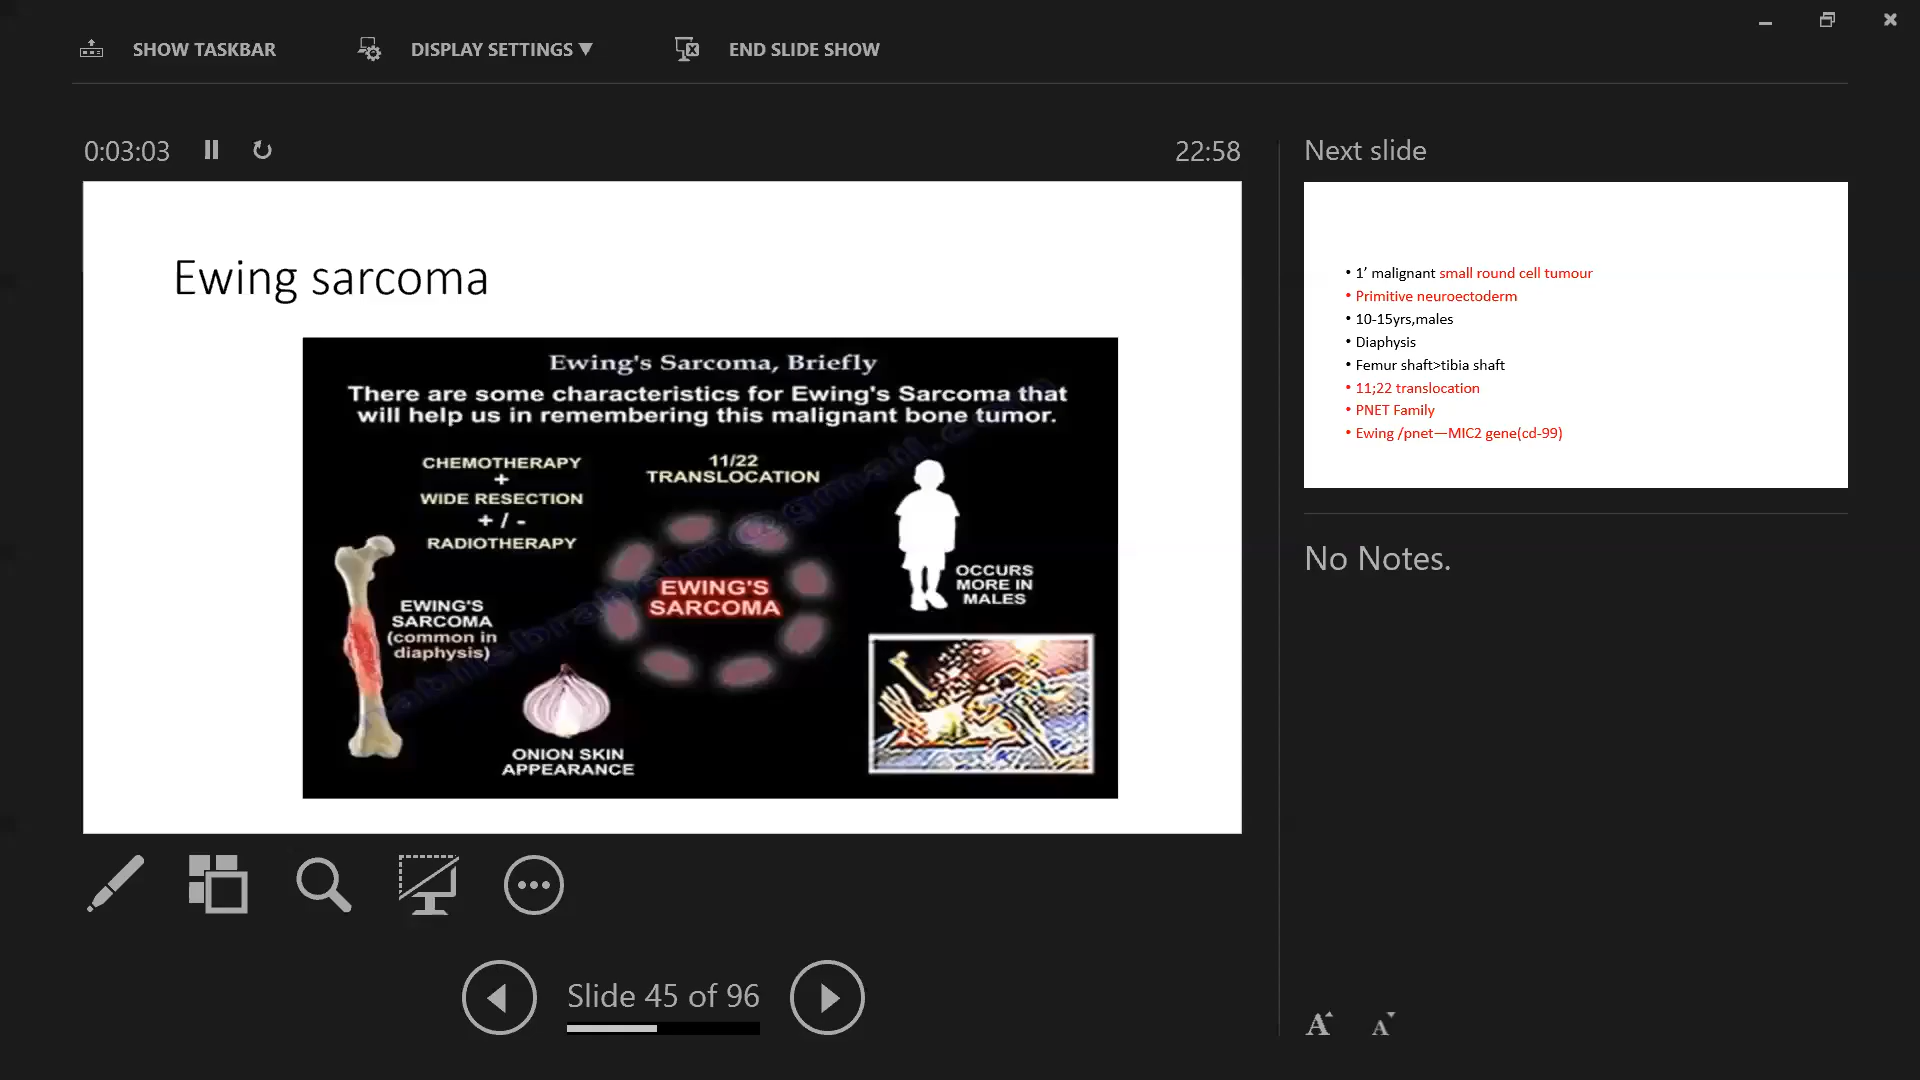 SHOW TASKBAR
DISPLAY SETTINGS ▼
END SLIDE SHOW
0:03:03
22:58
Next slide
Ewing sarcoma
Ewing's Sarcoma, Briefly
There are some characteristics for Ewing's Sarcoma that
will help us in remembering this malignant bone tumor.
CHEMOTHERAPY
+
WIDE RESECTION
+ / -
RADIOTHERAPY
11/22
TRANSLOCATION
EWING'S
SARCOMA
OCCURS
MORE IN
MALES
EWING'S
SARCOMA
(common in
diaphysis)
ONION SKIN
APPEARANCE
• 1’ malignant small round cell tumour
• Primitive neuroectoderm
• 10-15yrs,males
• Diaphysis
• Femur shaft>tibia shaft
• 11;22 translocation
• PNET Family
• Ewing /pnet—MIC2 gene(cd-99)
No Notes.
Slide 45 of 96
A A